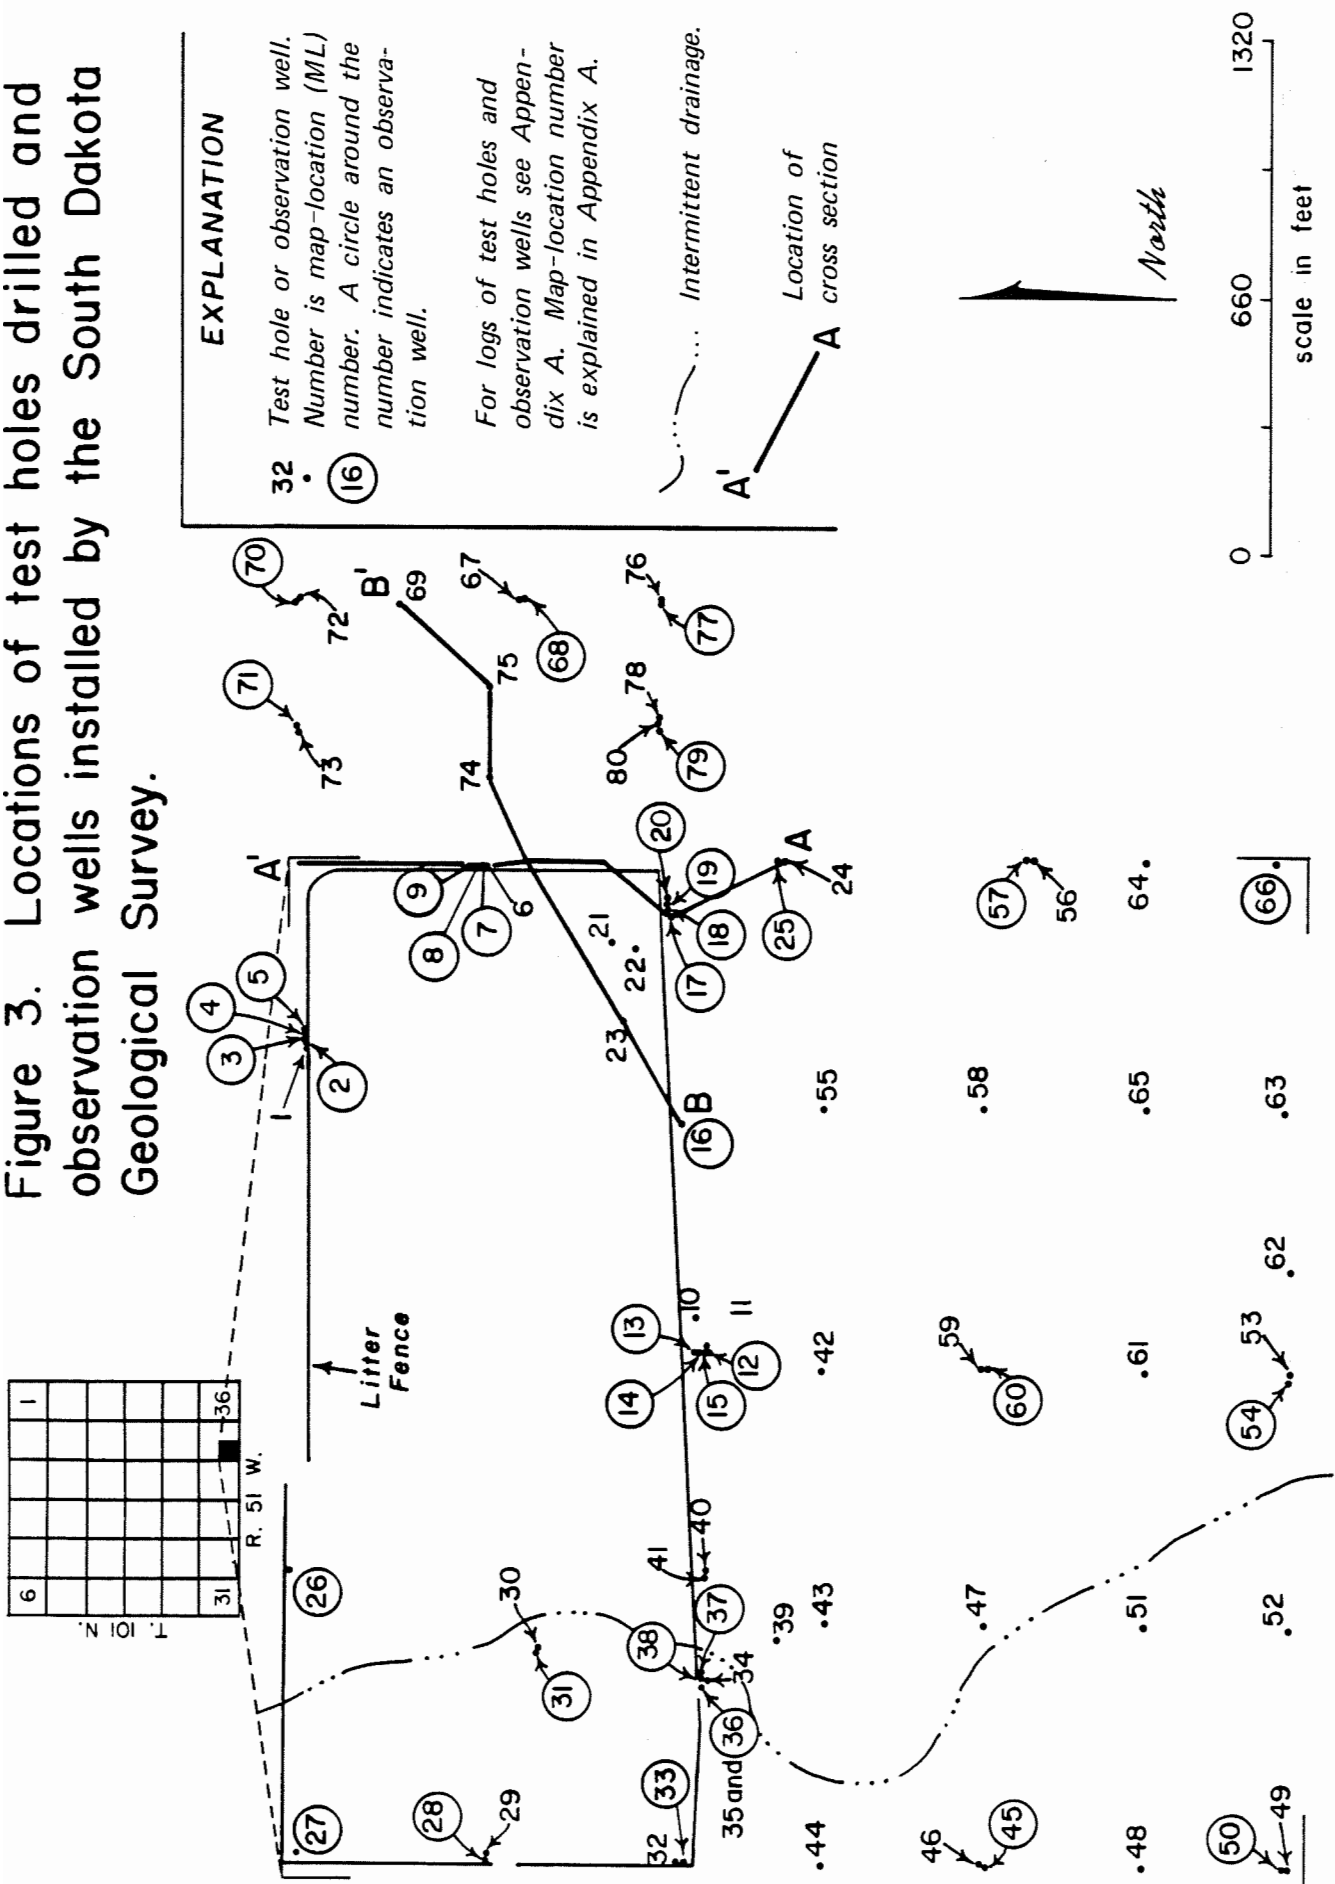 Figure 3. Locations of test holes drilled and
observation wells installed by the South Dakota
Geological Survey.
EXPLANATION
32
16
Test hole or observation well.
Number is map-location (ML)
number. A circle around the
number indicates an observa-
tion well.
For logs of test holes and
observation wells see Appen-
dix A. Map-location number
is explained in Appendix A.
Intermittent drainage.
A' A
Location of
cross section
North
0 660 1320
scale in feet
6 1
31 36
T. 101 N.
R. 51 W.
Litter
Fence
A'
A
B
B'
1
2
3
4
5
6
7
8
9
10
11
12
13
14
15
16
17
18
19
20
21
22
23
24
25
26
27
28
29
30
31
32
33
34
35 and 36
37
38
39
40
41
42
43
44
45
46
47
48
49
50
51
52
53
54
55
56
57
58
59
60
61
62
63
64
65
66
67
68
69
70
71
72
73
74
75
76
77
78
79
80